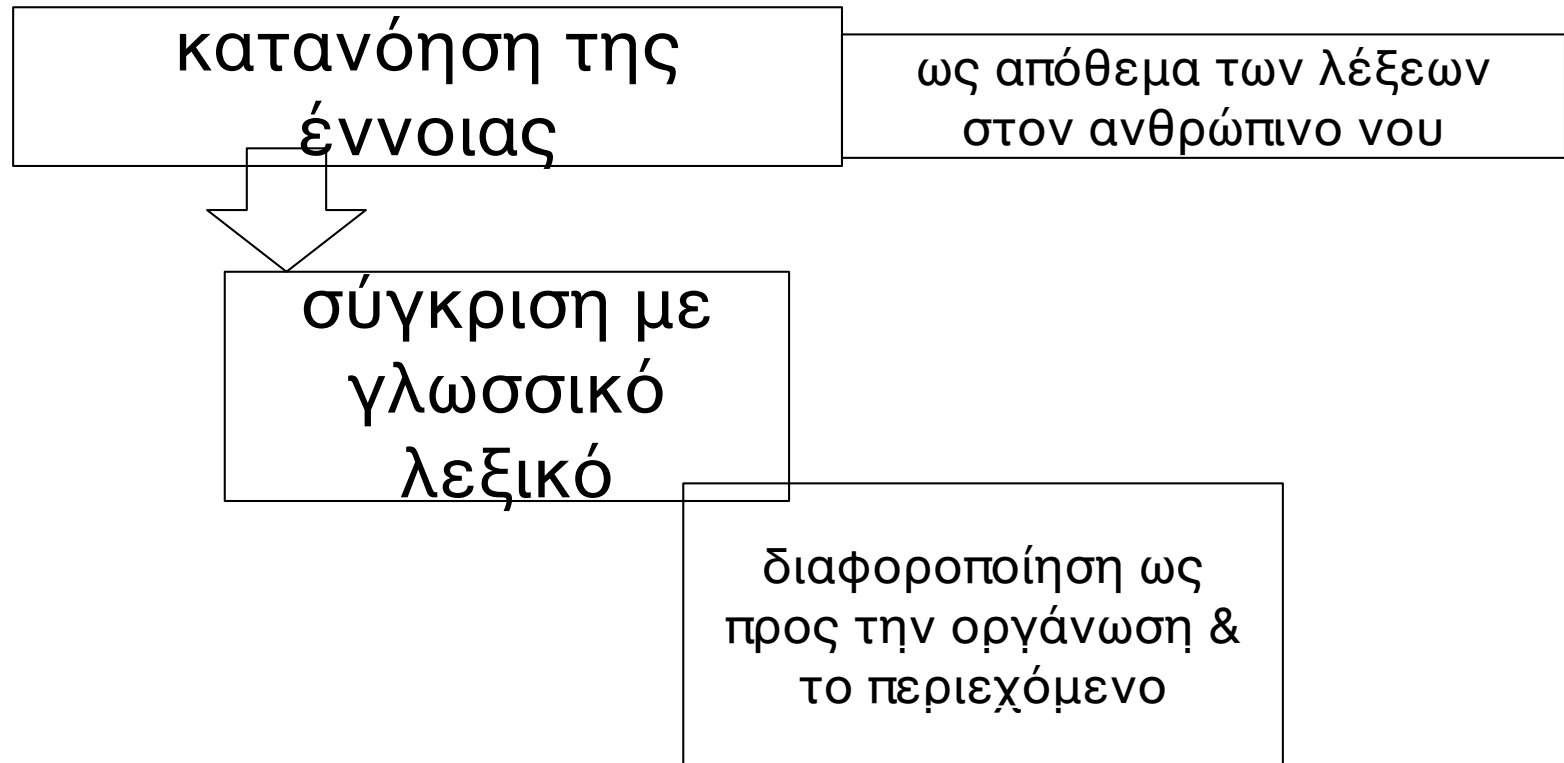 κατανόηση της
έννοιας
ως απόθεμα των λέξεων
στον ανθρώπινο νου
σύγκριση με
γλωσσικό
λεξικό
διαφοροποίηση ως
προς την οργάνωση &
το περιεχόμενο